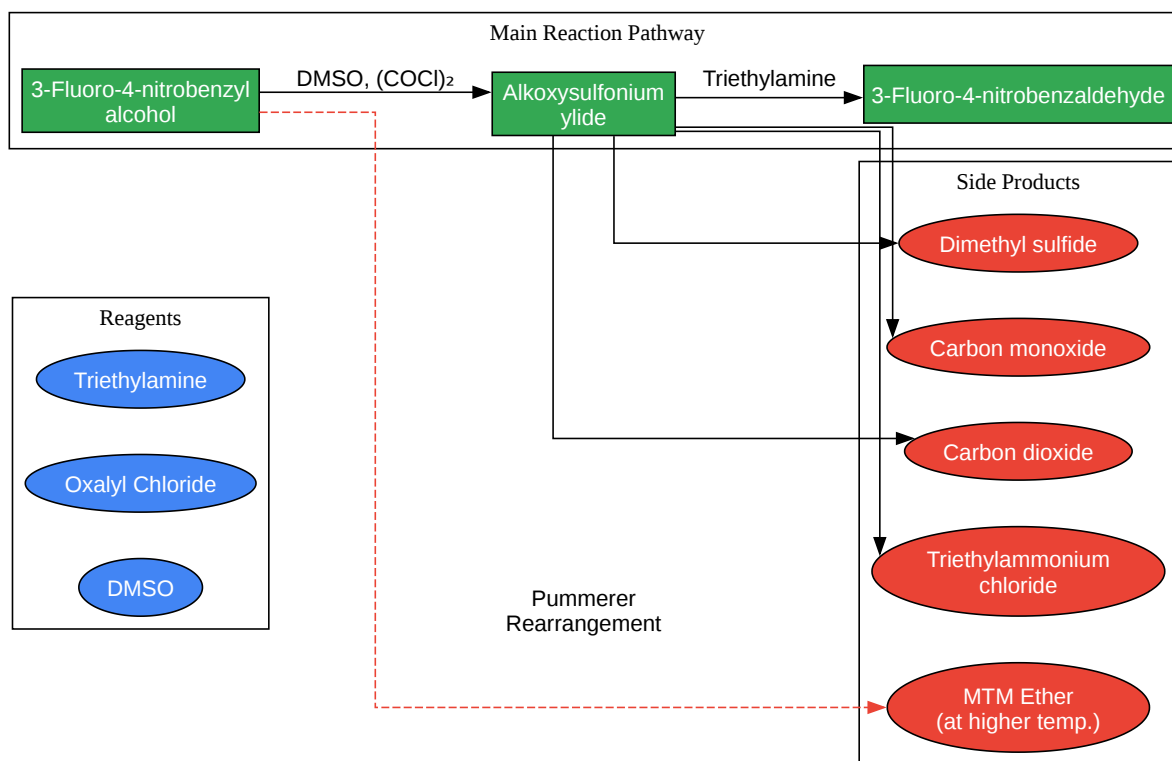 Main Reaction Pathway
3-Fluoro-4-nitrobenzyl
alcohol
DMSO, (COCl)₂
Alkoxysulfonium
ylide
Triethylamine
3-Fluoro-4-nitrobenzaldehyde
Side Products
Dimethyl sulfide
Carbon monoxide
Carbon dioxide
Triethylammonium
chloride
MTM Ether
(at higher temp.)
Reagents
Triethylamine
Oxalyl Chloride
DMSO
Pummerer
Rearrangement